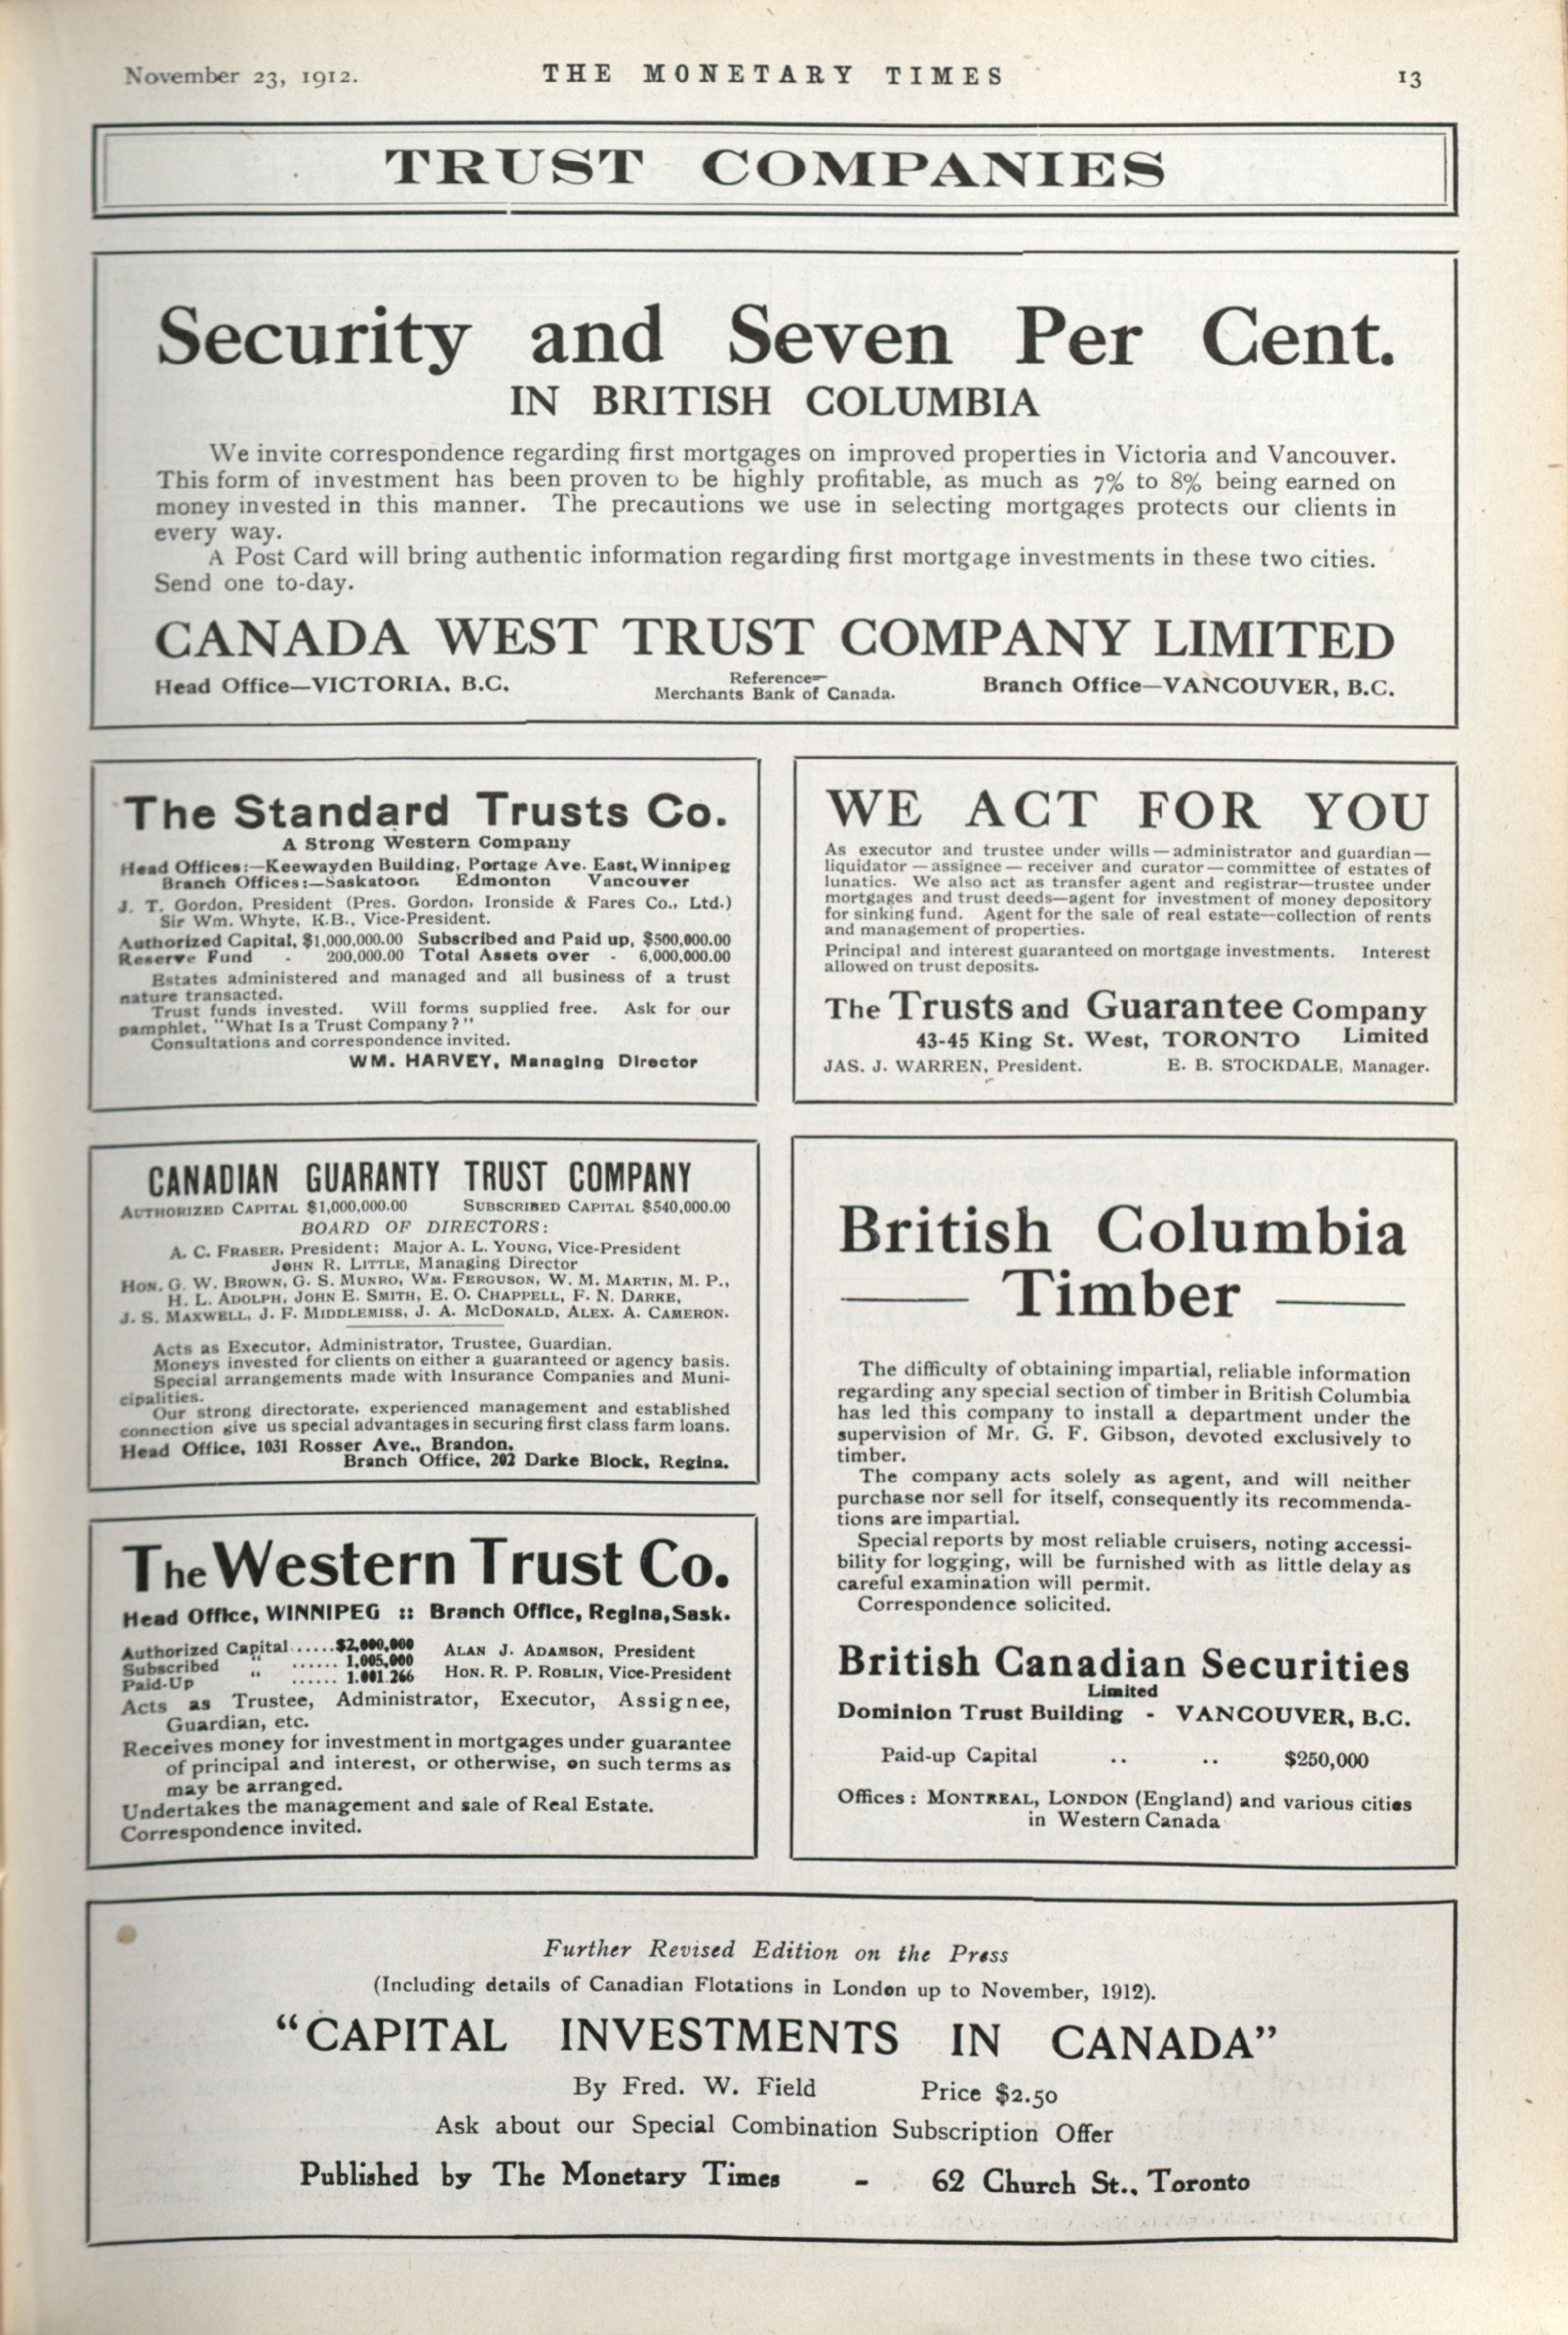 November 23, 1912.
THE MONETARY TIMES
13
TRUST COMPANIES
Security and Seven Per Cent.
IN BRITISH COLUMBIA
We invite correspondence regarding first mortgages on improved properties in Victoria and Vancouver.
This form of investment has been proven to be highly profitable, as much as 7% to 8% being earned on
money invested in this manner. The precautions we use in selecting mortgages protects our clients in
every way.
A Post Card will bring authentic information regarding first mortgage investments in these two cities.
Send one to-day.
CANADA WEST TRUST COMPANY LIMITED
Head Office—VICTORIA, B.C.
Reference—
Merchants Bank of Canada.
Branch Office—VANCOUVER, B.C.
The Standard Trusts Co.
A Strong Western Company
Head Offices:—Keewayden Building, Portage Ave. East, Winnipeg
Branch Offices:—Saskatoon Edmonton Vancouver
J. T. Gordon, President (Pres. Gordon, Ironside & Fares Co., Ltd.)
Sir Wm. Whyte, K.B., Vice-President.
Authorized Capital, $1,000,000.00 Subscribed and Paid up, $500,000.00
Reserve Fund - 200,000.00 Total Assets over - 6,000,000.00
Estates administered and managed and all business of a trust
nature transacted.
Trust funds invested. Will forms supplied free. Ask for our
pamphlet, "What Is a Trust Company?"
Consultations and correspondence invited.
WM. HARVEY, Managing Director
WE ACT FOR YOU
As executor and trustee under wills—administrator and guardian—
liquidator—assignee—receiver and curator—committee of estates of
lunatics. We also act as transfer agent and registrar—trustee under
mortgages and trust deeds—agent for investment of money depository
for sinking fund. Agent for the sale of real estate—collection of rents
and management of properties.
Principal and interest guaranteed on mortgage investments. Interest
allowed on trust deposits.
The Trusts and Guarantee Company
43-45 King St. West, TORONTO Limited
JAS. J. WARREN, President. E. B. STOCKDALE, Manager.
CANADIAN GUARANTY TRUST COMPANY
AUTHORIZED CAPITAL $1,000,000.00 SUBSCRIBED CAPITAL $540,000.00
BOARD OF DIRECTORS:
A. C. FRASER, President; Major A. L. YOUNG, Vice-President
JOHN R. LITTLE, Managing Director
HON. G. W. BROWN, G. S. MUNRO, WM. FERGUSON, W. M. MARTIN, M. P.,
H. L. ADOLPH, JOHN E. SMITH, E. O. CHAPPELL, F. N. DARKE,
J. S. MAXWELL, J. F. MIDDLEMISS, J. A. McDONALD, ALEX. A. CAMERON.
Acts as Executor, Administrator, Trustee, Guardian.
Moneys invested for clients on either a guaranteed or agency basis.
Special arrangements made with Insurance Companies and Muni-
cipalities.
Our strong directorate, experienced management and established
connection give us special advantages in securing first class farm loans.
Head Office, 1031 Rosser Ave., Brandon.
Branch Office, 202 Darke Block, Regina.
The Western Trust Co.
Head Office, WINNIPEG :: Branch Office, Regina, Sask.
Authorized Capital.....$2,000,000 ALAN J. ADAMSON, President
Subscribed " ...... 1,005,000
Paid-Up " ...... 1.001.266 HON. R. P. ROBLIN, Vice-President
Acts as Trustee, Administrator, Executor, Assignee,
Guardian, etc.
Receives money for investment in mortgages under guarantee
of principal and interest, or otherwise, on such terms as
may be arranged.
Undertakes the management and sale of Real Estate.
Correspondence invited.
British Columbia
Timber
The difficulty of obtaining impartial, reliable information
regarding any special section of timber in British Columbia
has led this company to install a department under the
supervision of Mr. G. F. Gibson, devoted exclusively to
timber.
The company acts solely as agent, and will neither
purchase nor sell for itself, consequently its recommenda-
tions are impartial.
Special reports by most reliable cruisers, noting accessi-
bility for logging, will be furnished with as little delay as
careful examination will permit.
Correspondence solicited.
British Canadian Securities
Limited
Dominion Trust Building - VANCOUVER, B.C.
Paid-up Capital .. .. $250,000
Offices: MONTREAL, LONDON (England) and various cities
in Western Canada
Further Revised Edition on the Press
(Including details of Canadian Flotations in London up to November, 1912).
"CAPITAL INVESTMENTS IN CANADA"
By Fred. W. Field Price $2.50
Ask about our Special Combination Subscription Offer
Published by The Monetary Times - 62 Church St., Toronto